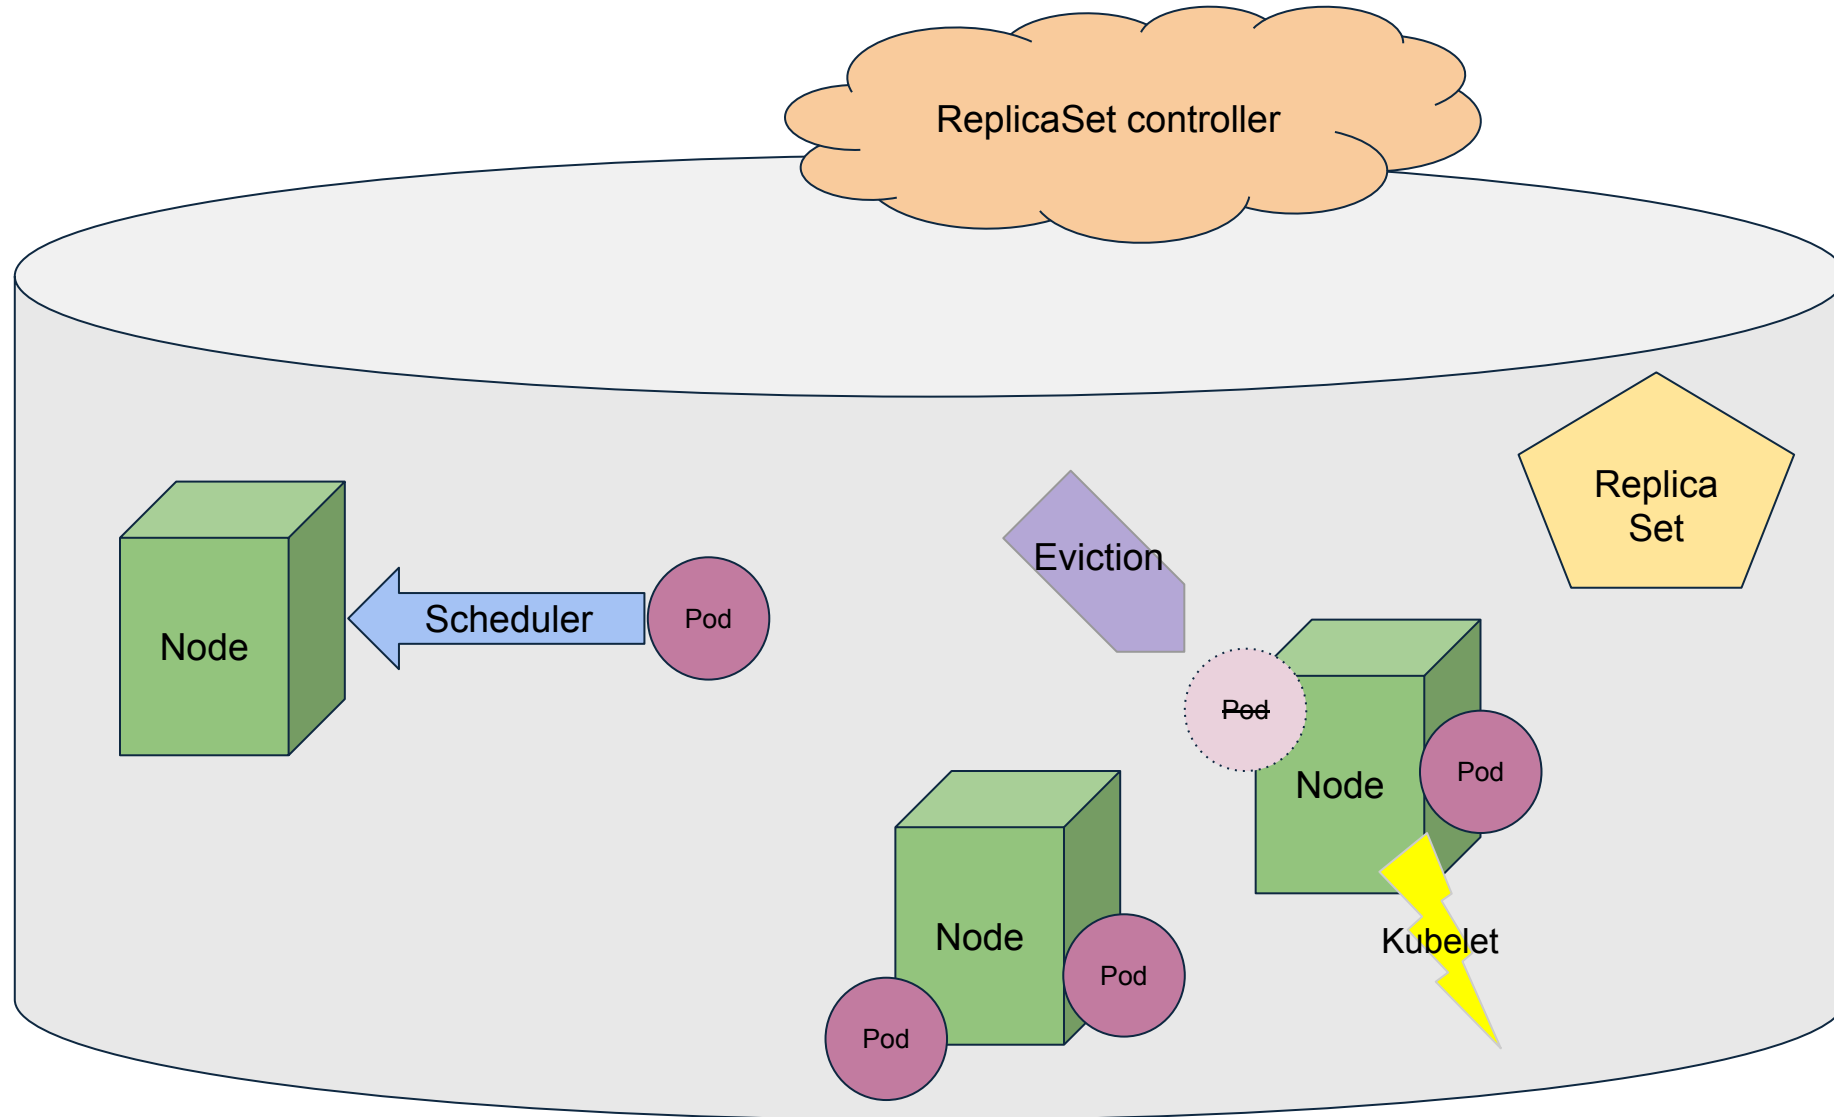 ReplicaSet controller
Replica
Set
Eviction
Node
Scheduler
Pod
Pod
Node
Pod
Node
Pod
Pod
Kubelet